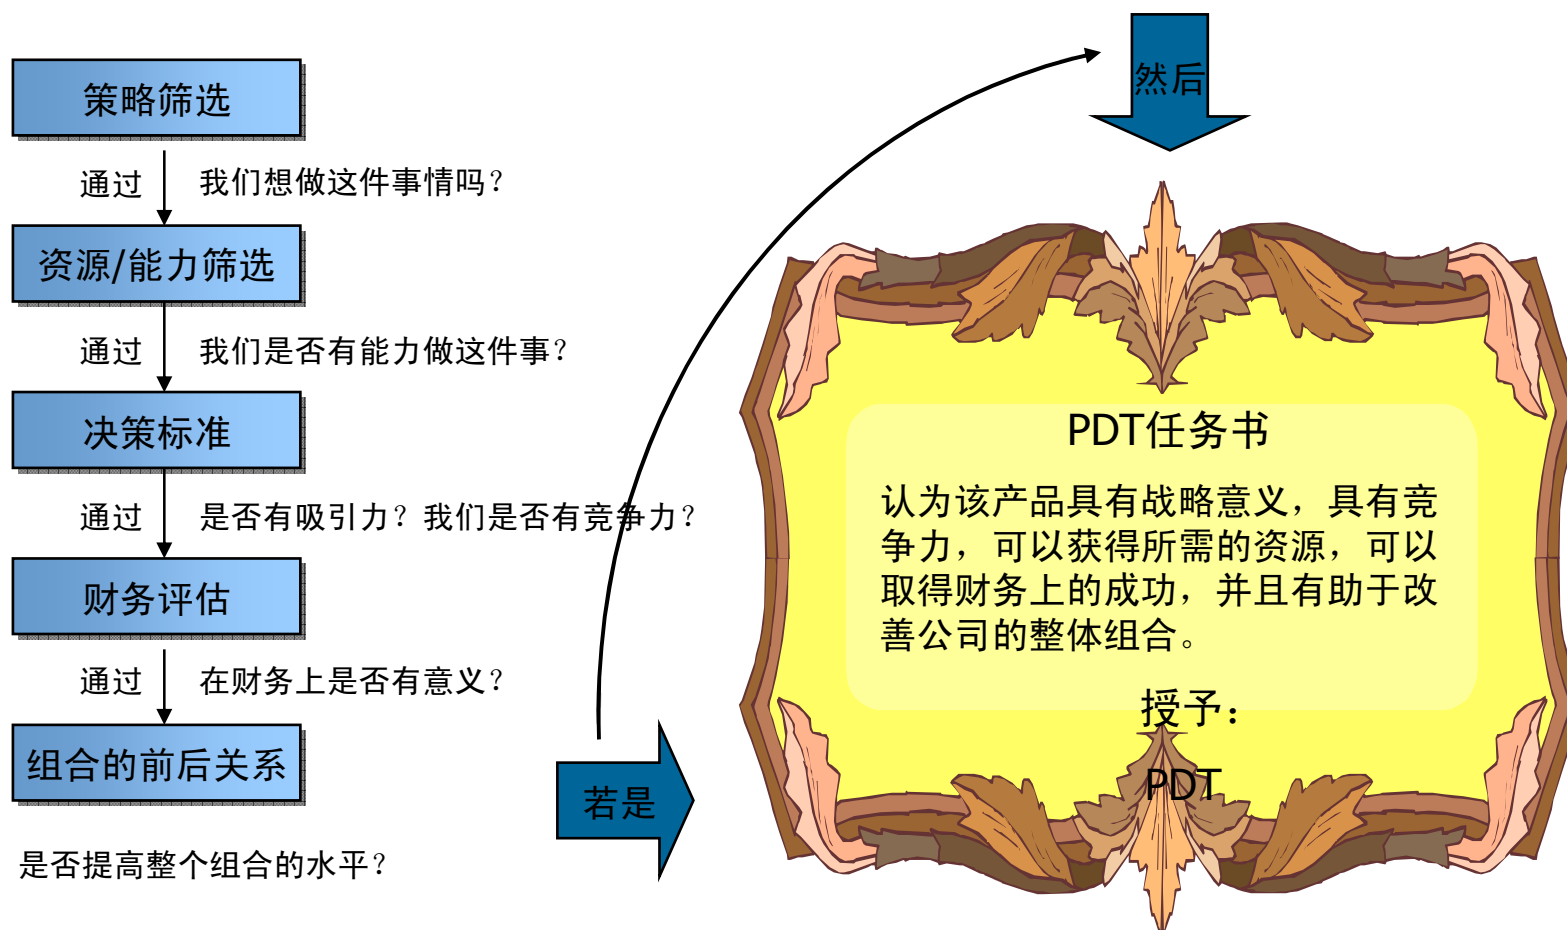 策略筛选
通过
我们想做这件事情吗？
资源/能力筛选
通过
我们是否有能力做这件事？
决策标准
通过
是否有吸引力？我们是否有竞争力？
财务评估
通过
在财务上是否有意义？
组合的前后关系
是否提高整个组合的水平？
若是
然后
PDT任务书
认为该产品具有战略意义，具有竞
争力，可以获得所需的资源，可以
取得财务上的成功，并且有助于改
善公司的整体组合。
授予：
PDT